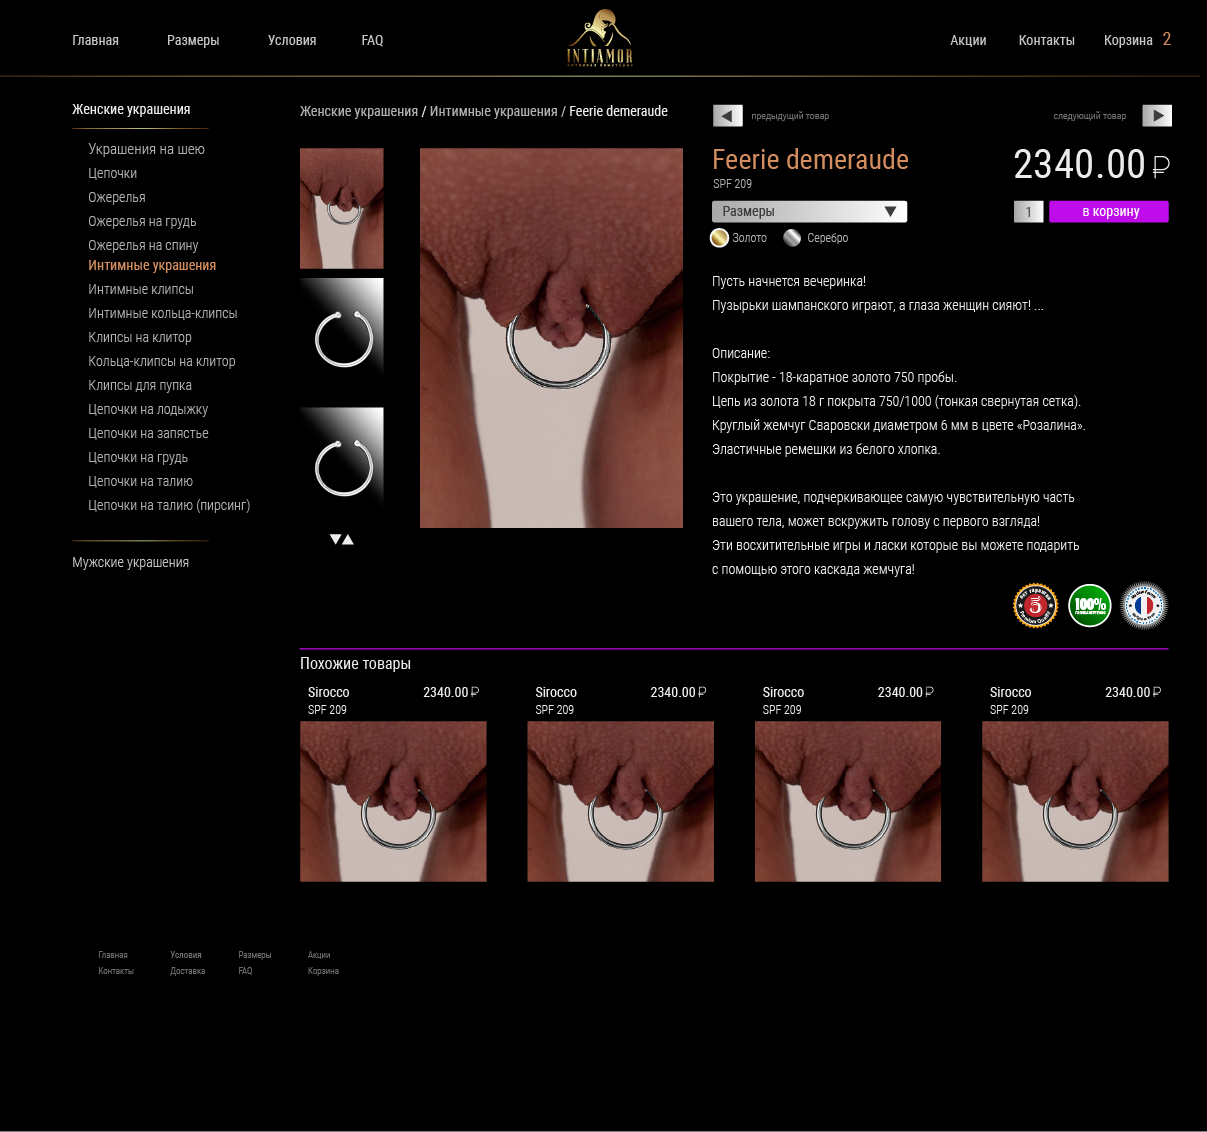 Главная Размеры Условия FAQ
INTIAMOR
Акции Контакты Корзина 2
Женские украшения
Украшения на шею
Цепочки
Ожерелья
Ожерелья на грудь
Ожерелья на спину
Интимные украшения
Интимные клипсы
Интимные кольца-клипсы
Клипсы на клитор
Кольца-клипсы на клитор
Клипсы для пупка
Цепочки на лодыжку
Цепочки на запястье
Цепочки на грудь
Цепочки на талию
Цепочки на талию (пирсинг)
Мужские украшения
Женские украшения / Интимные украшения / Feerie demeraude
предыдущий товар следующий товар
Feerie demeraude 2340.00 ₽
SPF 209
Размеры 1 в корзину
Золото Серебро
Пусть начнется вечеринка!
Пузырьки шампанского играют, а глаза женщин сияют! ...
Описание:
Покрытие - 18-каратное золото 750 пробы.
Цепь из золота 18 г покрыта 750/1000 (тонкая свернутая сетка).
Круглый жемчуг Сваровски диаметром 6 мм в цвете «Розалина».
Эластичные ремешки из белого хлопка.
Это украшение, подчеркивающее самую чувствительную часть
вашего тела, может вскружить голову с первого взгляда!
Эти восхитительные игры и ласки которые вы можете подарить
с помощью этого каскада жемчуга!
5
Premium Quality
100%
Похожие товары
Sirocco 2340.00 ₽
SPF 209
Sirocco 2340.00 ₽
SPF 209
Sirocco 2340.00 ₽
SPF 209
Sirocco 2340.00 ₽
SPF 209
Главная Условия Размеры Акции
Контакты Доставка FAQ Корзина